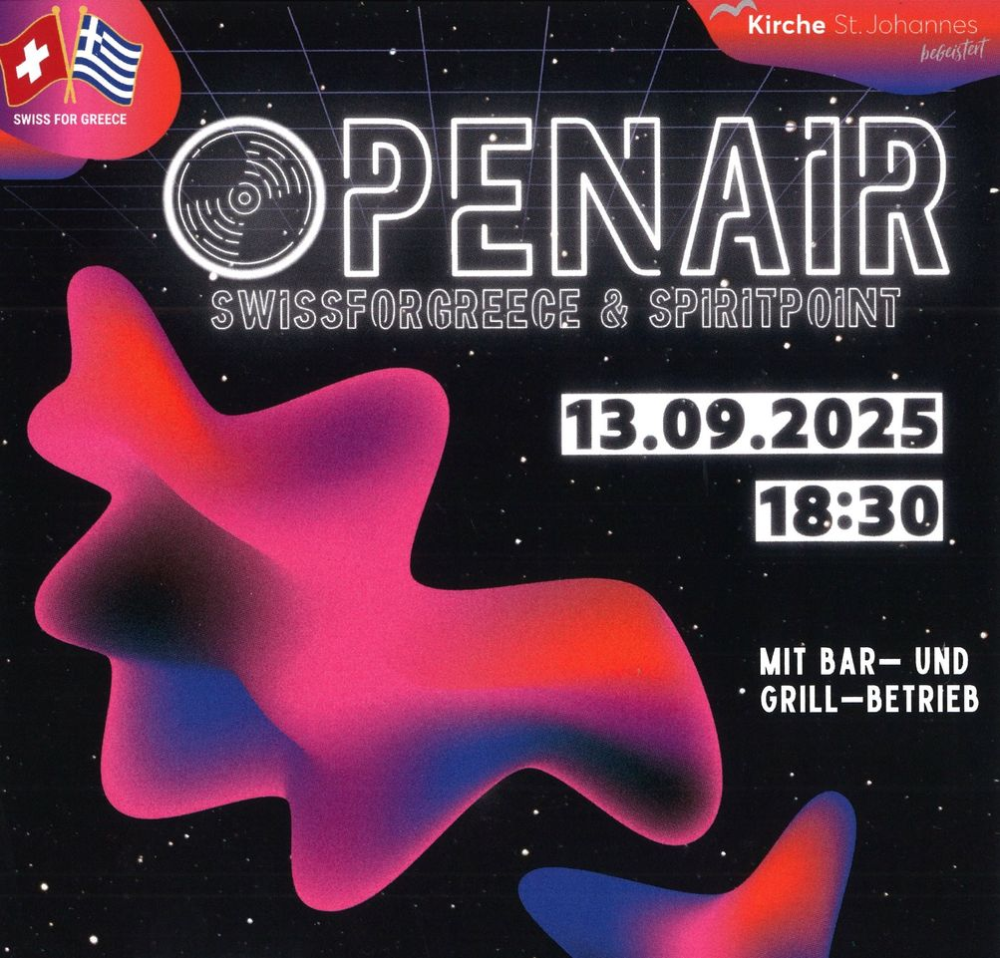 SWISS FOR GREECE
Kirche St. Johannes
begeistert
OPENAIR
SWISSFORGREECE & SPIRITPOINT
13.09.2025
18:30
MIT BAR– UND
GRILL–BETRIEB